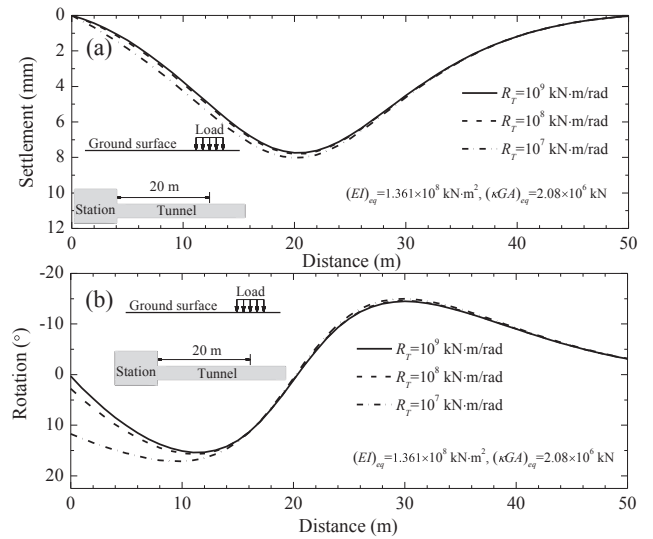 0
2
4
6
8
10
12
Settlement (mm)
(a)
R_T=10^9 kN·m/rad
R_T=10^8 kN·m/rad
R_T=10^7 kN·m/rad
Load
Ground surface
20 m
Station
Tunnel
(EI)_eq=1.361×10^8 kN·m^2, (κGA)_eq=2.08×10^6 kN
0 10 20 30 40 50
Distance (m)
-20
-10
0
10
20
Rotation (°)
(b)
Load
Ground surface
20 m
Station
Tunnel
R_T=10^9 kN·m/rad
R_T=10^8 kN·m/rad
R_T=10^7 kN·m/rad
(EI)_eq=1.361×10^8 kN·m^2, (κGA)_eq=2.08×10^6 kN
0 10 20 30 40 50
Distance (m)